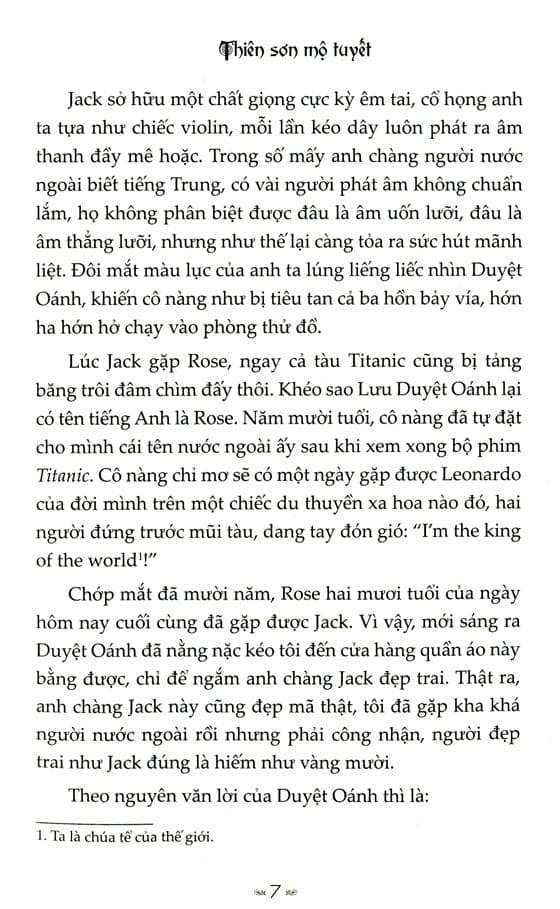 Thiên sơn mộ tuyết
Jack sở hữu một chất giọng cực kỳ êm tai, cổ họng anh
ta tựa như chiếc violin, mỗi lần kéo dây luôn phát ra âm
thanh đầy mê hoặc. Trong số mấy anh chàng người nước
ngoài biết tiếng Trung, có vài người phát âm không chuẩn
lắm, họ không phân biệt được đâu là âm uốn lưỡi, đâu là
âm thẳng lưỡi, nhưng như thế lại càng tỏa ra sức hút mãnh
liệt. Đôi mắt màu lục của anh ta lúng liếng liếc nhìn Duyệt
Oánh, khiến cô nàng như bị tiêu tan cả ba hồn bảy vía, hớn
ha hớn hở chạy vào phòng thử đồ.
Lúc Jack gặp Rose, ngay cả tàu Titanic cũng bị tảng
băng trôi đâm chìm đấy thôi. Khéo sao Lưu Duyệt Oánh lại
có tên tiếng Anh là Rose. Năm mười tuổi, cô nàng đã tự đặt
cho mình cái tên nước ngoài ấy sau khi xem xong bộ phim
Titanic. Cô nàng chỉ mơ sẽ có một ngày gặp được Leonardo
của đời mình trên một chiếc du thuyền xa hoa nào đó, hai
người đứng trước mũi tàu, dang tay đón gió: “I’m the king
of the world¹!”
Chớp mắt đã mười năm, Rose hai mươi tuổi của ngày
hôm nay cuối cùng đã gặp được Jack. Vì vậy, mới sáng ra
Duyệt Oánh đã nằng nặc kéo tôi đến cửa hàng quần áo này
bằng được, chỉ để ngắm anh chàng Jack đẹp trai. Thật ra,
anh chàng Jack này cũng đẹp mã thật, tôi đã gặp kha khá
người nước ngoài rồi nhưng phải công nhận, người đẹp
trai như Jack đúng là hiếm như vàng mười.
Theo nguyên văn lời của Duyệt Oánh thì là:
1. Ta là chúa tể của thế giới.
7